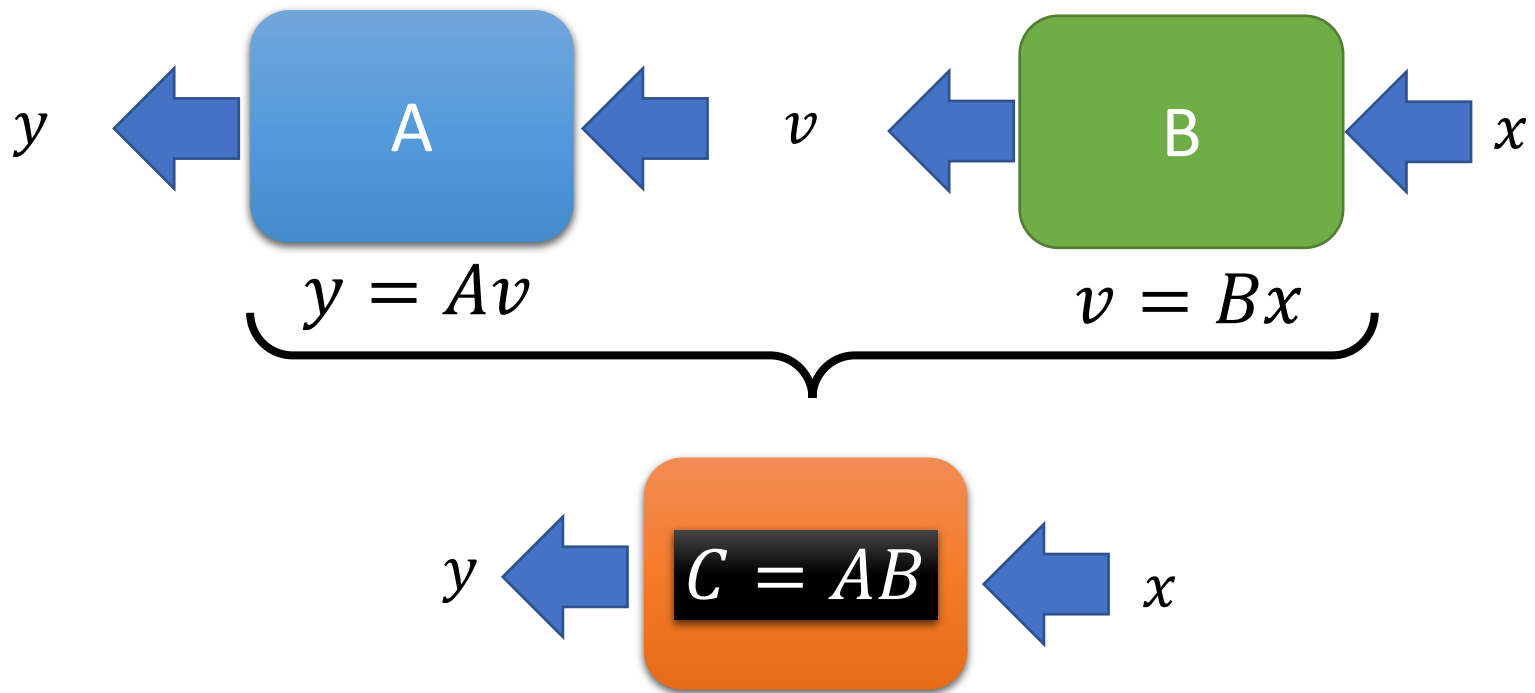 y A v B x
y = Av v = Bx
y C = AB x